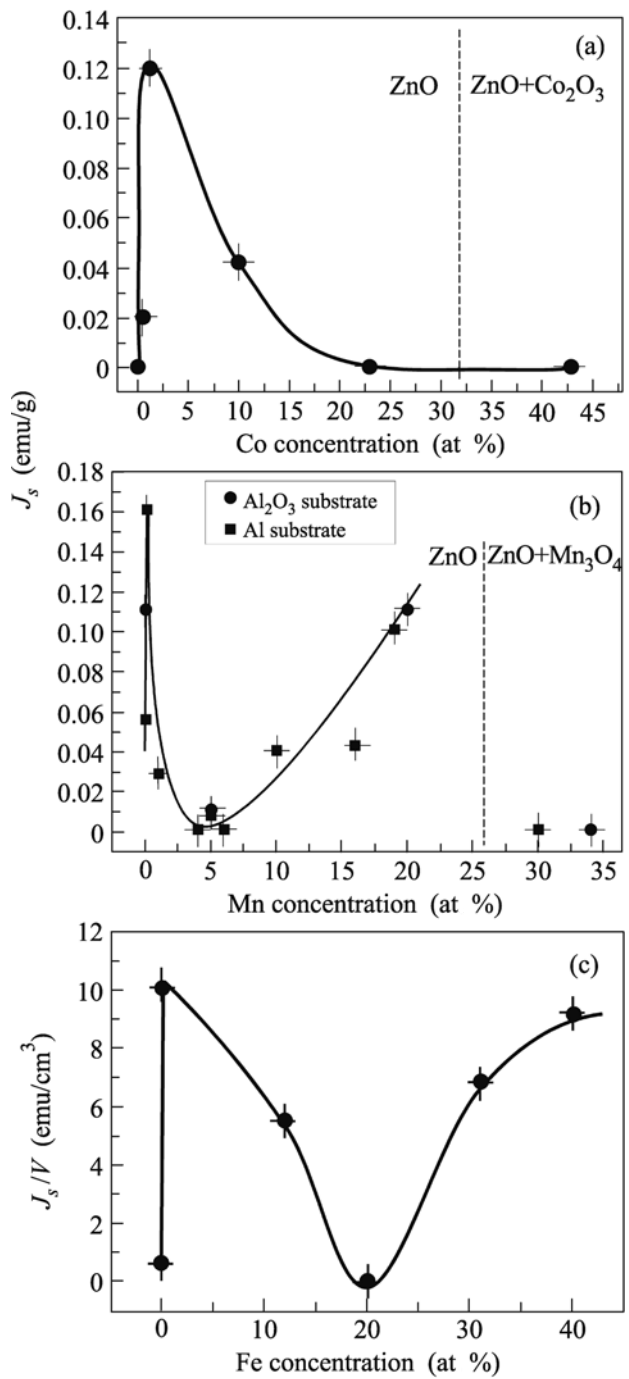 0.14
(a)
0.12
ZnO
ZnO+Co₂O₃
0.10
0.08
0.06
0.04
0.02
0
0 5 10 15 20 25 30 35 40 45
Co concentration (at %)
Jₛ (emu/g)
0.18
Al₂O₃ substrate
(b)
0.16
Al substrate
0.14
ZnO
ZnO+Mn₃O₄
0.12
0.10
0.08
0.06
0.04
0.02
0
0 5 10 15 20 25 30 35
Mn concentration (at %)
12
(c)
10
8
6
4
2
0
Jₛ/V (emu/cm³)
0 10 20 30 40
Fe concentration (at %)